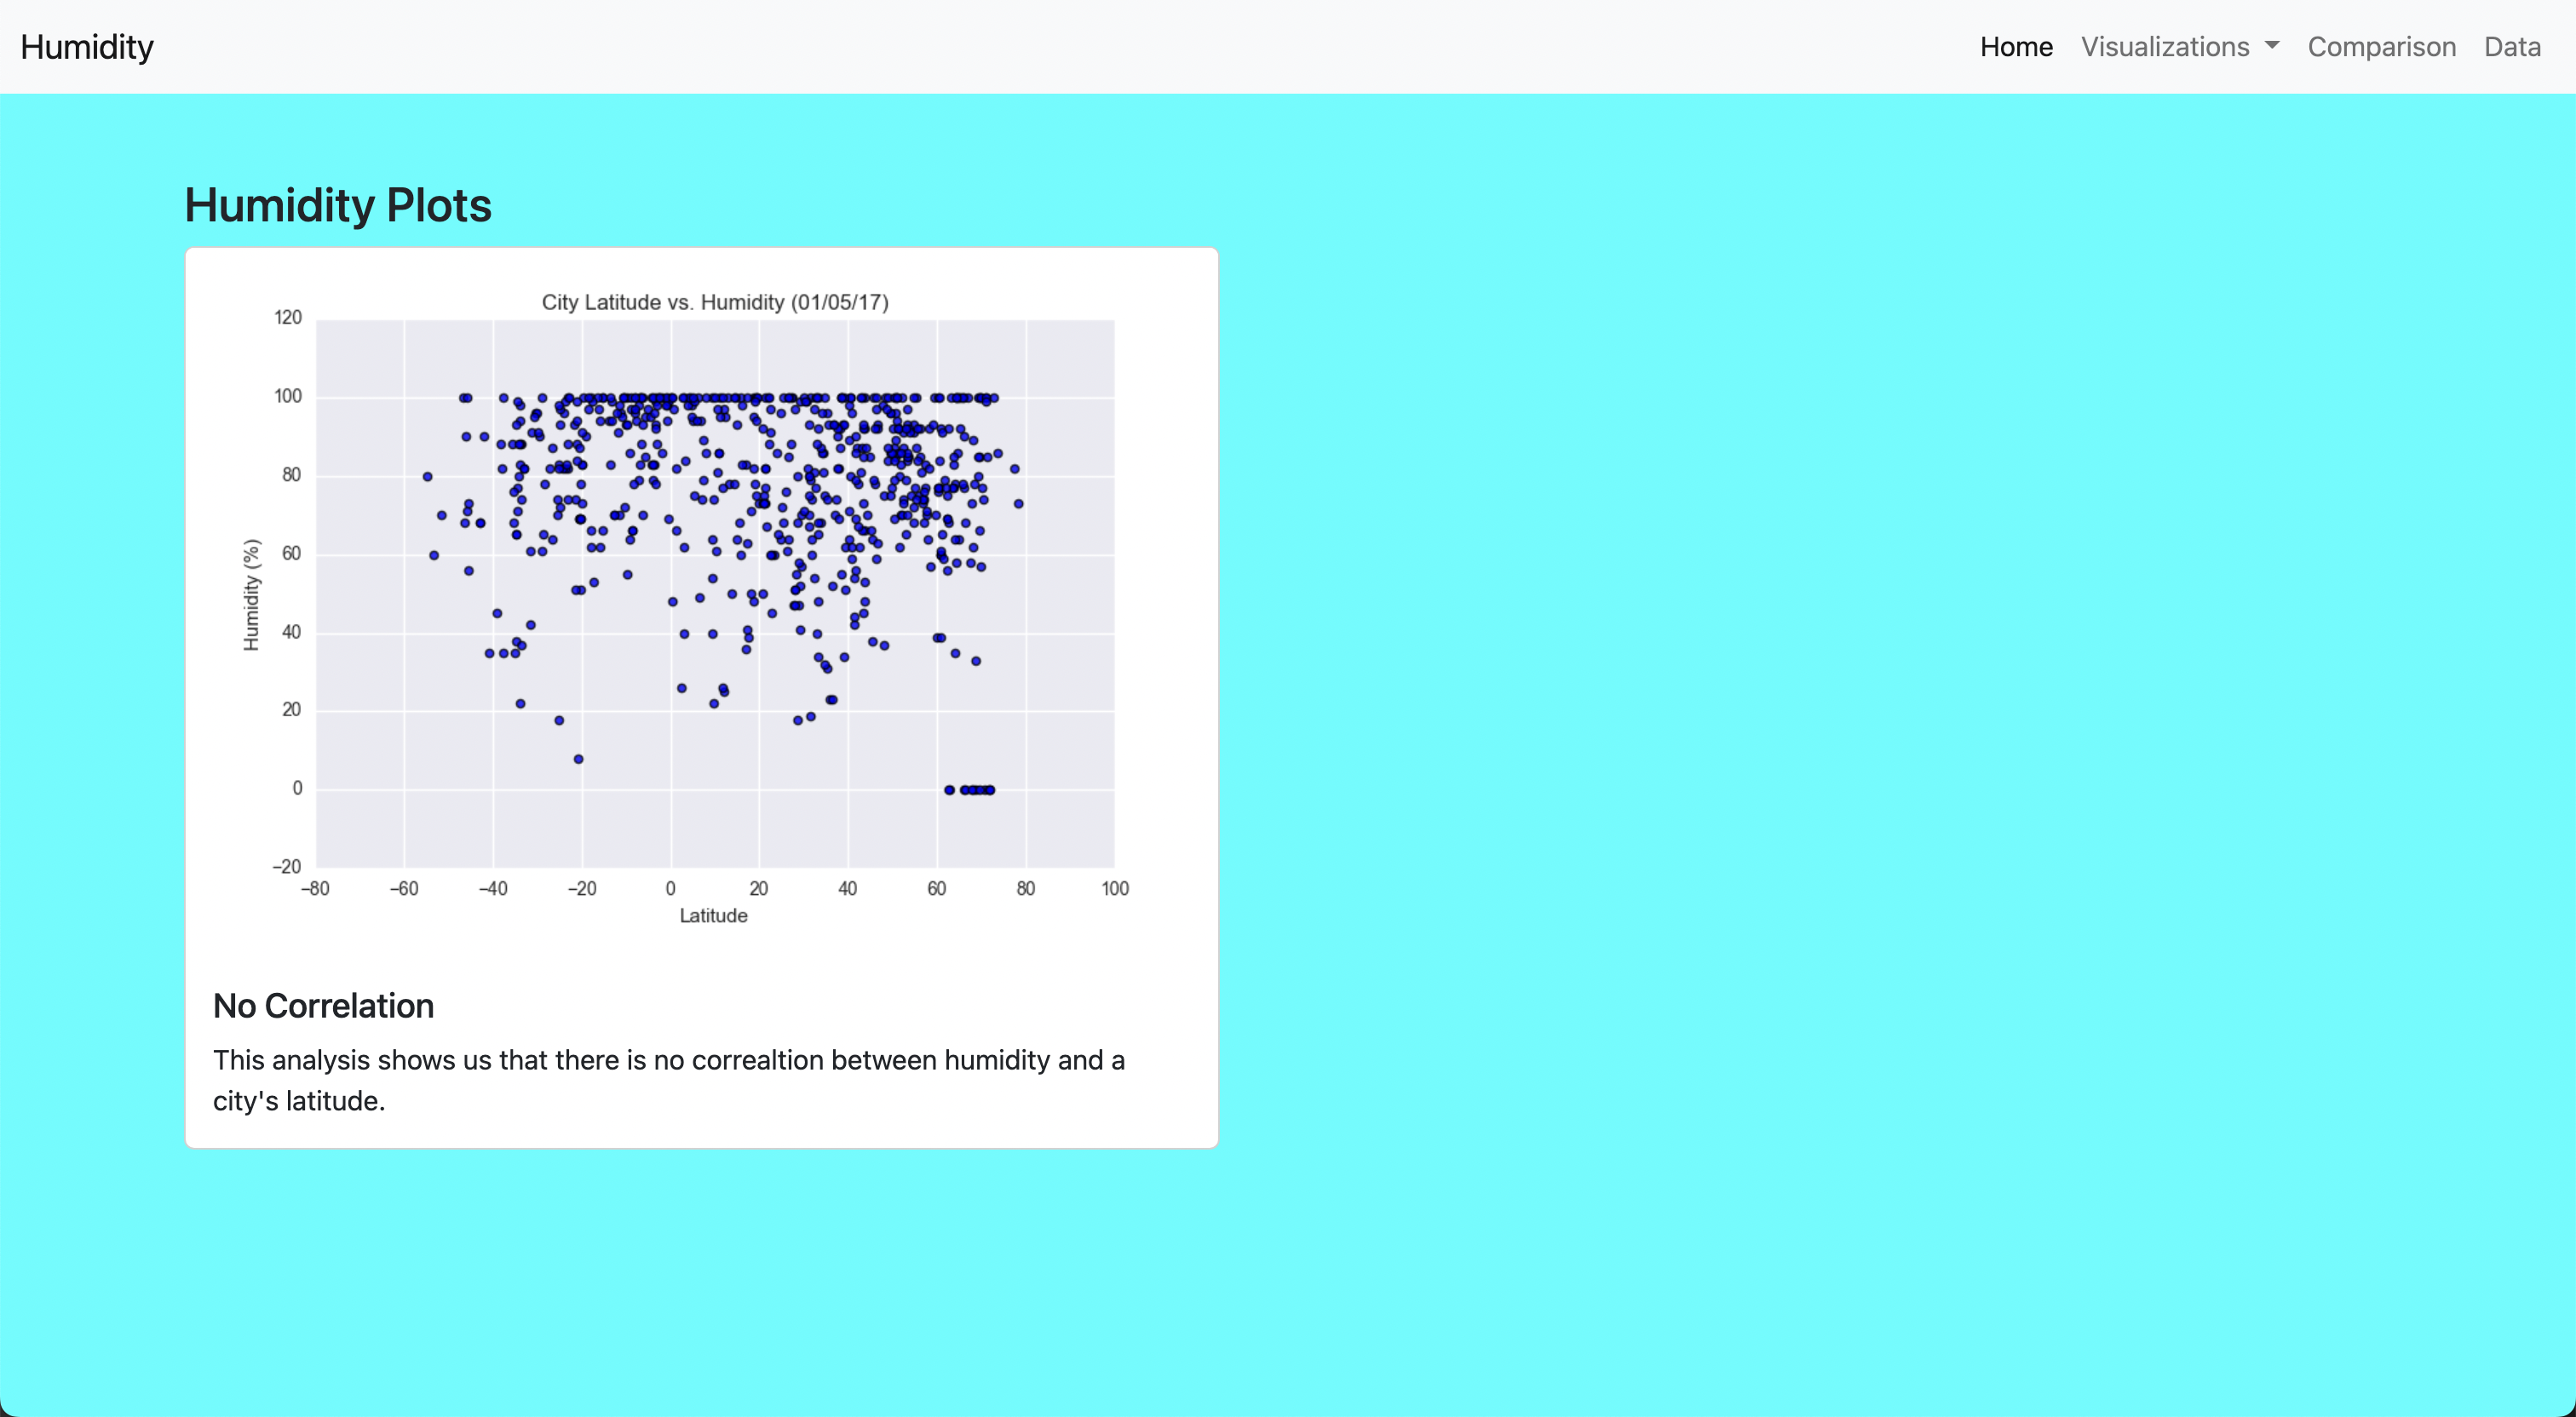 Humidity
Home Visualizations Comparison Data
Humidity Plots
City Latitude vs. Humidity (01/05/17)
120
100
80
60
40
20
0
−20
Humidity (%)
−80 −60 −40 −20 0 20 40 60 80 100
Latitude
No Correlation
This analysis shows us that there is no correaltion between humidity and a
city's latitude.